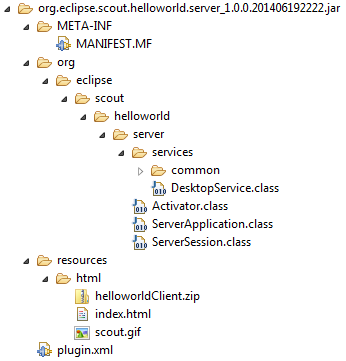 org.eclipse.scout.helloworld.server_1.0.0.201406192222.jar
META-INF
MANIFEST.MF
org
eclipse
scout
helloworld
server
services
common
DesktopService.class
Activator.class
ServerApplication.class
ServerSession.class
resources
html
helloworldClient.zip
index.html
scout.gif
plugin.xml